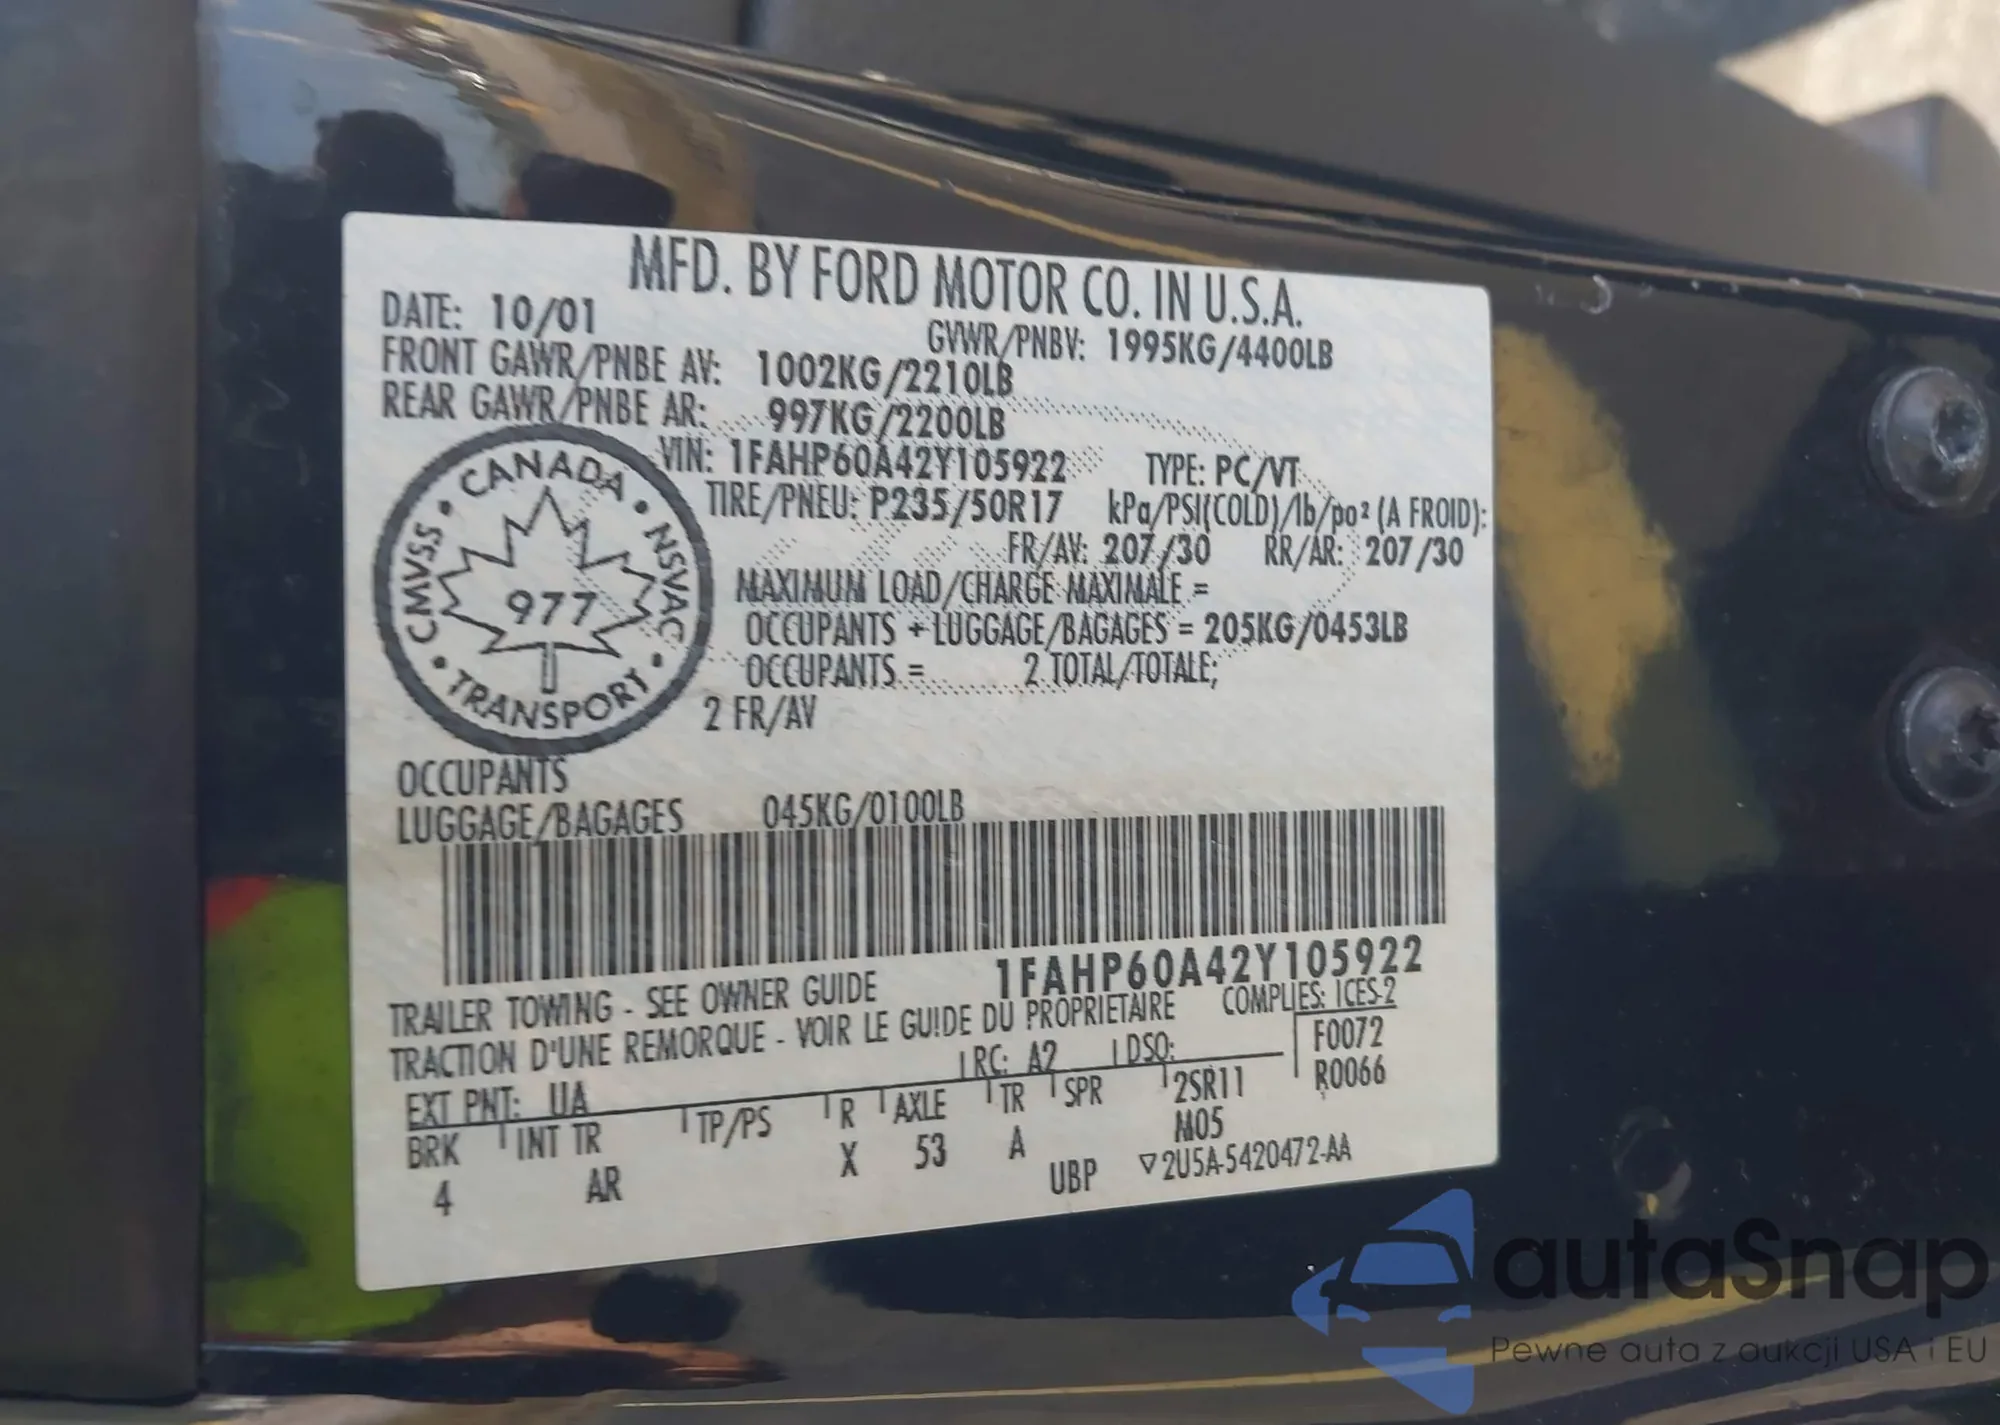 MFD. BY FORD MOTOR CO. IN U.S.A.
DATE: 10/01
GVWR/PNBV: 1995KG/4400LB
FRONT GAWR/PNBE AV: 1002KG/2210LB
REAR GAWR/PNBE AR: 997KG/2200LB
VIN: 1FAHP60A42Y105922 TYPE: PC/VT
TIRE/PNEU: P235/50R17 kPa/PSI(COLD)/lb/po² (A FROID):
FR/AV: 207/30 RR/AR: 207/30
MAXIMUM LOAD/CHARGE MAXIMALE =
OCCUPANTS + LUGGAGE/BAGAGES = 205KG/0453LB
OCCUPANTS = 2 TOTAL/TOTALE;
2 FR/AV
CANADA
CMVSS
977
NSVAC
TRANSPORT
OCCUPANTS
LUGGAGE/BAGAGES 045KG/0100LB
1FAHP60A42Y105922
TRAILER TOWING - SEE OWNER GUIDE
COMPLIES: ICES-2
TRACTION D'UNE REMORQUE - VOIR LE GUIDE DU PROPRIETAIRE
F0072
R0066
EXT PNT: UA RC: A2 DSO:
BRK INT TR TP/PS R AXLE TR SPR 2SR11
4 AR X 53 A M05
UBP ▽2U5A-5420472-AA
autaSnap
Pewne auta z aukcji USA i EU